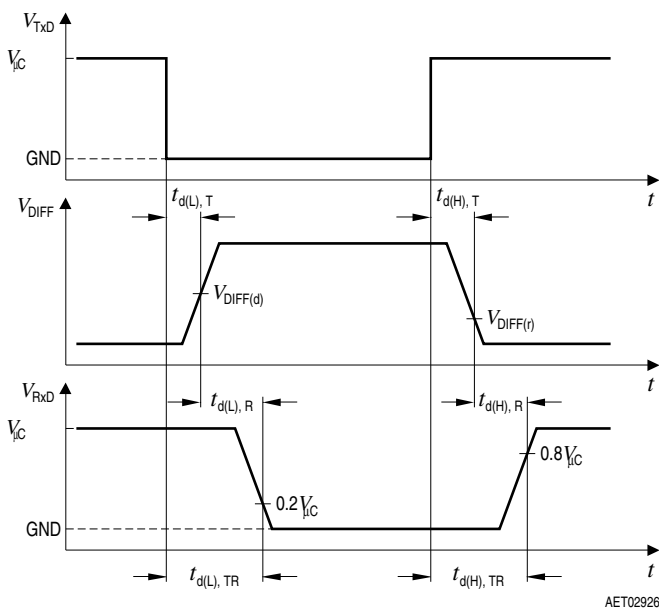 V_TxD
V_μC
GND
t
t_d(L), T
t_d(H), T
V_DIFF
V_DIFF(d)
V_DIFF(r)
t
V_RxD
t_d(L), R
t_d(H), R
V_μC
0.8V_μC
0.2V_μC
GND
t
t_d(L), TR
t_d(H), TR
AET02926